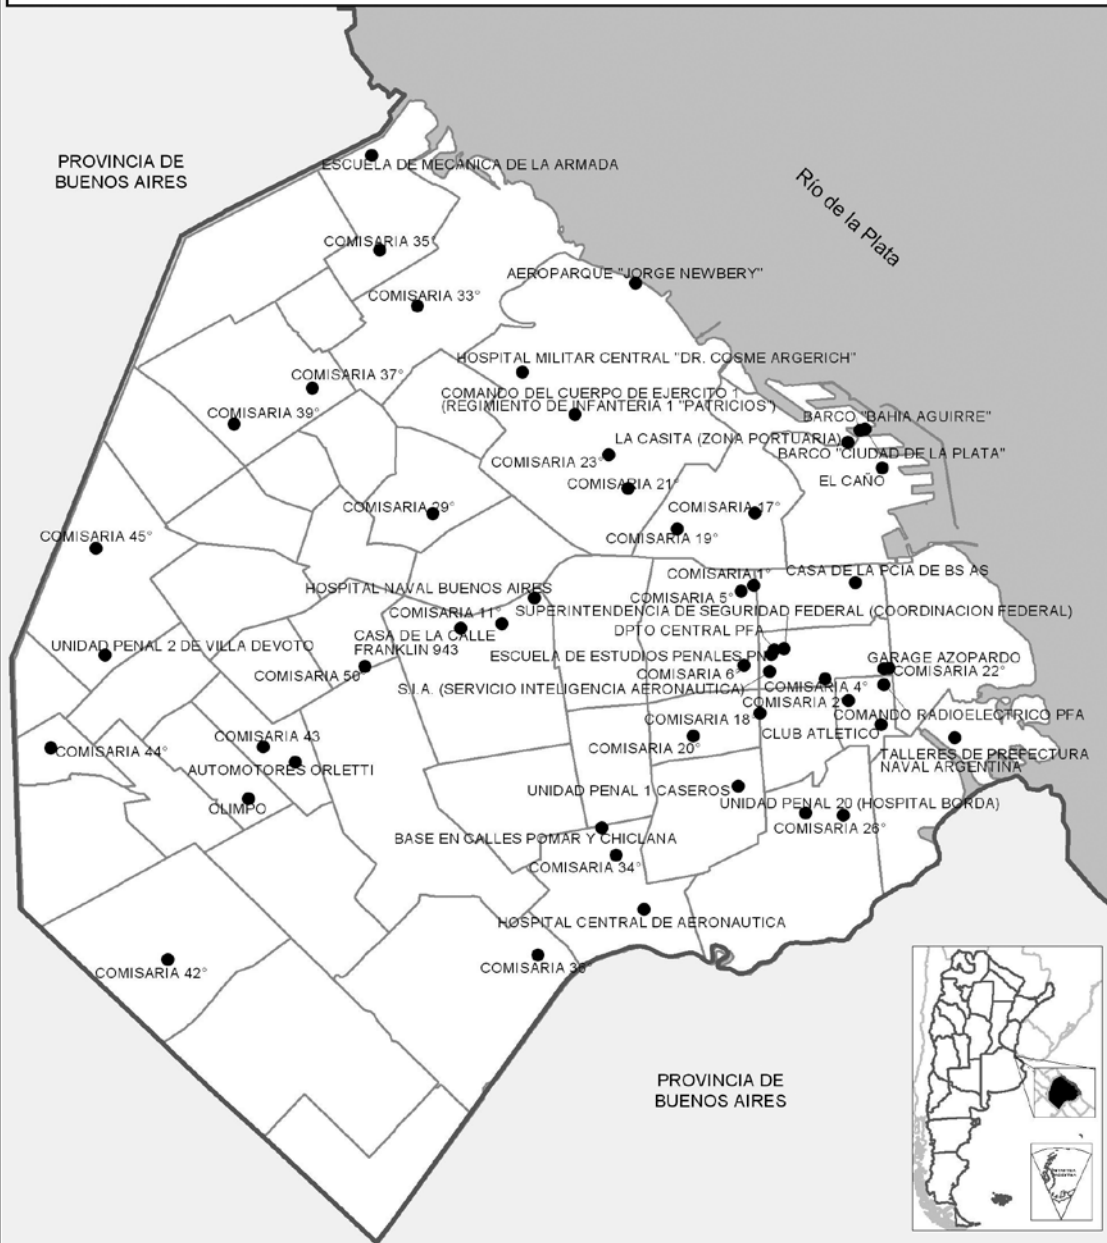 PROVINCIA DE
BUENOS AIRES
ESCUELA DE MECANICA DE LA ARMADA
Río de la Plata
COMISARIA 35°
AEROPARQUE "JORGE NEWBERY"
COMISARIA 33°
HOSPITAL MILITAR CENTRAL "DR. COSME ARGERICH"
COMISARIA 37°
COMANDO DEL CUERPO DE EJERCITO 1
(REGIMIENTO DE INFANTERIA 1 "PATRICIOS")
COMISARIA 39°
BARCO "BAHIA AGUIRRE"
LA CASITA (ZONA PORTUARIA)
BARCO "CIUDAD DE LA PLATA"
COMISARIA 23°
EL CAÑO
COMISARIA 21°
COMISARIA 29°
COMISARIA 17°
COMISARIA 45°
COMISARIA 19°
COMISARIA 1°
CASA DE LA PCIA DE BS AS
HOSPITAL NAVAL BUENOS AIRES
COMISARIA 5°
COMISARIA 11°
SUPERINTENDENCIA DE SEGURIDAD FEDERAL (COORDINACION FEDERAL)
CASA DE LA CALLE
FRANKLIN 943
DPTO CENTRAL PFA
UNIDAD PENAL 2 DE VILLA DEVOTO
ESCUELA DE ESTUDIOS PENALES PN
GARAGE AZOPARDO
COMISARIA 50°
COMISARIA 6°
COMISARIA 22°
S.I.A. (SERVICIO INTELIGENCIA AERONAUTICA)
COMISARIA 4°
COMISARIA 2°
COMISARIA 18°
COMANDO RADIOELECTRICO PFA
COMISARIA 43
CLUB ATLETICO
COMISARIA 44°
COMISARIA 20°
TALLERES DE PREFECTURA
NAVAL ARGENTINA
AUTOMOTORES ORLETTI
UNIDAD PENAL 1 CASEROS
OLIMPO
UNIDAD PENAL 20 (HOSPITAL BORDA)
COMISARIA 26°
BASE EN CALLES POMAR Y CHICLANA
COMISARIA 34°
HOSPITAL CENTRAL DE AERONAUTICA
COMISARIA 42°
COMISARIA 36°
PROVINCIA DE
BUENOS AIRES